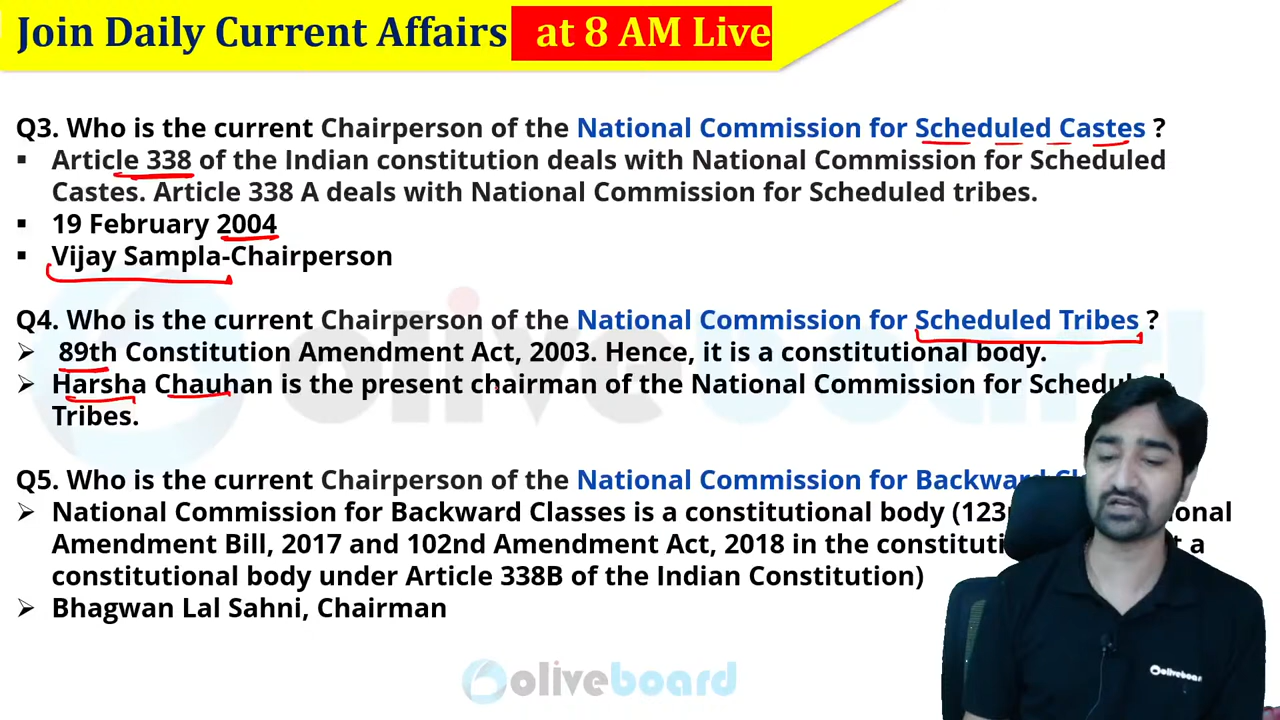 Join Daily Current Affairs at 8 AM Live
Q3. Who is the current Chairperson of the National Commission for Scheduled Castes ?
▪ Article 338 of the Indian constitution deals with National Commission for Scheduled
Castes. Article 338 A deals with National Commission for Scheduled tribes.
▪ 19 February 2004
▪ Vijay Sampla-Chairperson
Q4. Who is the current Chairperson of the National Commission for Scheduled Tribes ?
➢ 89th Constitution Amendment Act, 2003. Hence, it is a constitutional body.
➢ Harsha Chauhan is the present chairman of the National Commission for Scheduled
Tribes.
Q5. Who is the current Chairperson of the National Commission for Backward
➢ National Commission for Backward Classes is a constitutional body
Amendment Bill, 2017 and 102nd Amendment Act, 2018 in the a
constitutional body under Article 338B of the Indian Constitution)
➢ Bhagwan Lal Sahni, Chairman
oliveboard
oliveboard
oliveboard